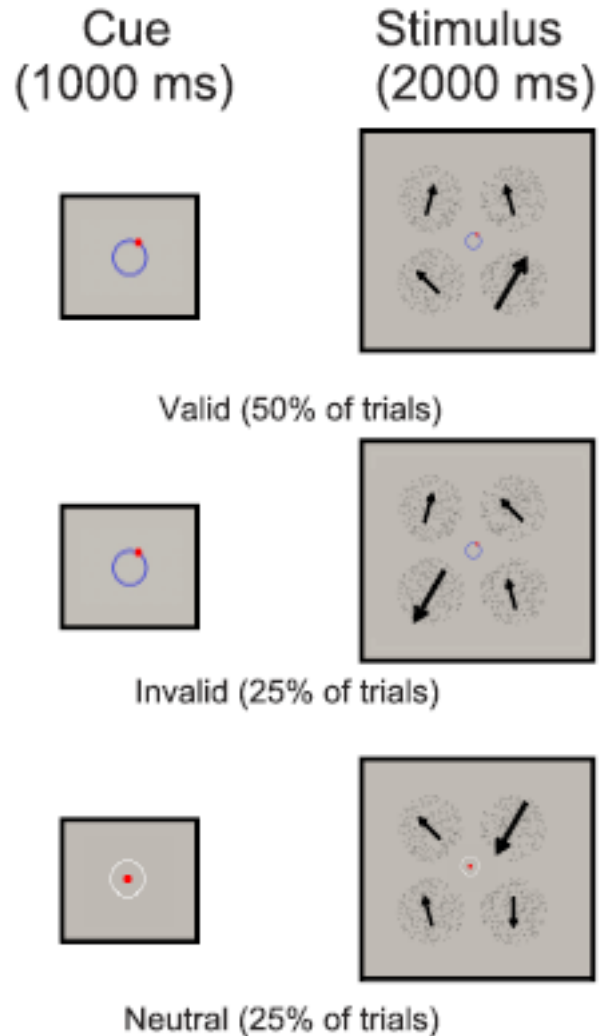 Cue
(1000 ms)
Stimulus
(2000 ms)
Valid (50% of trials)
Invalid (25% of trials)
Neutral (25% of trials)